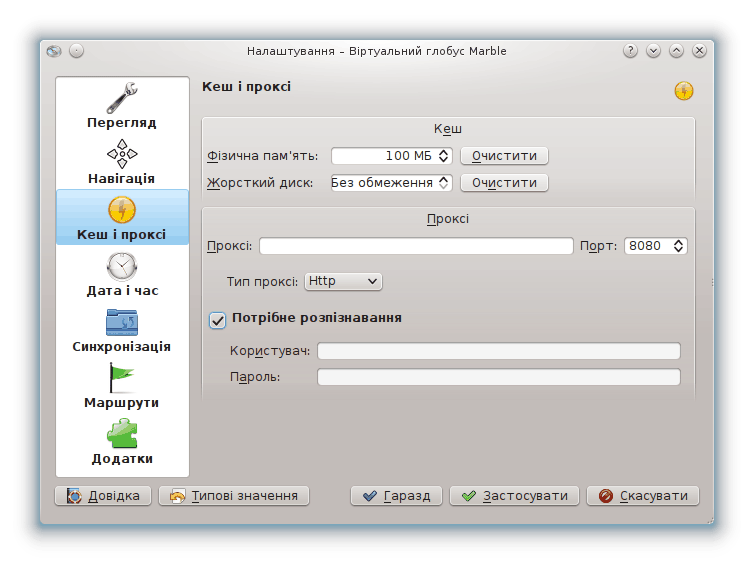 Налаштування – Віртуальний глобус Marble
Перегляд
Навігація
Кеш і проксі
Дата і час
Синхронізація
Маршрути
Додатки
Кеш і проксі
Кеш
Фізична пам'ять: 100 МБ Очистити
Жорсткий диск: Без обмеження Очистити
Проксі
Проксі: Порт: 8080
Тип проксі: Http
Потрібне розпізнавання
Користувач:
Пароль:
Довідка Типові значення Гаразд Застосувати Скасувати